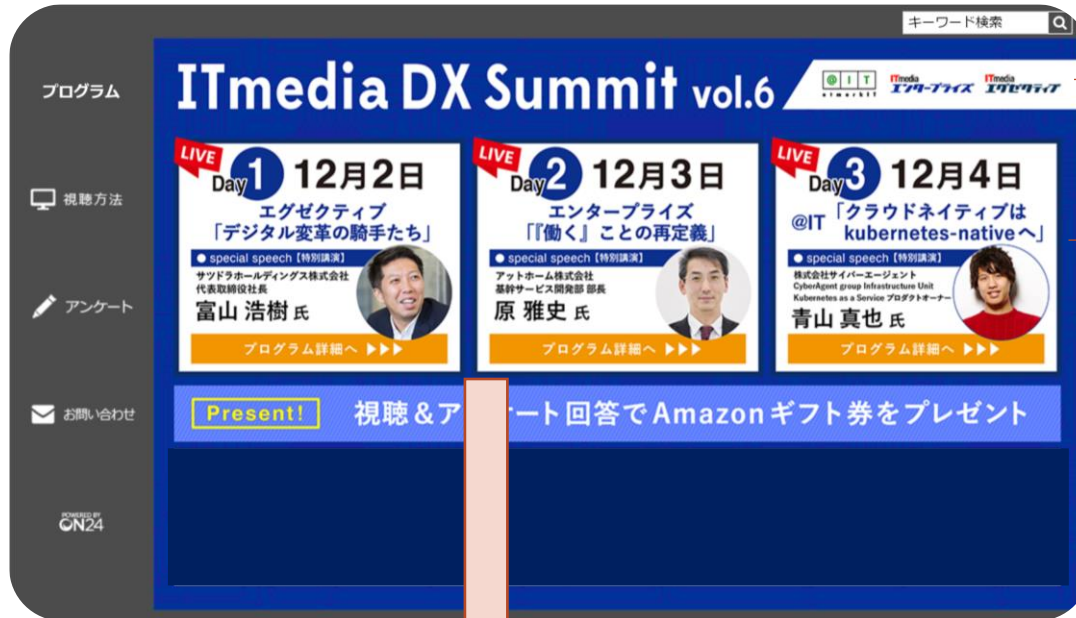 キーワード検索
プログラム
視聴方法
アンケート
お問い合わせ
POWERED BY
ON24
ITmedia DX Summit vol.6
@IT
atmarkIT
ITmedia
エンタープライズ
ITmedia
エグゼクティブ
LIVE
Day1 12月2日
エグゼクティブ
「デジタル変革の騎手たち」
● special speech【特別講演】
サツドラホールディングス株式会社
代表取締役社長
富山 浩樹 氏
プログラム詳細へ ▶▶▶
LIVE
Day2 12月3日
エンタープライズ
「『働く』ことの再定義」
● special speech【特別講演】
アットホーム株式会社
基幹サービス開発部 部長
原 雅史 氏
プログラム詳細へ ▶▶▶
LIVE
Day3 12月4日
@IT「クラウドネイティブは
kubernetes-nativeへ」
● special speech【特別講演】
株式会社サイバーエージェント
CyberAgent group Infrastructure Unit
Kubernetes as a Service プロダクトオーナー
青山 真也 氏
プログラム詳細へ ▶▶▶
Present! 視聴&ア ート回答でAmazonギフト券をプレゼント